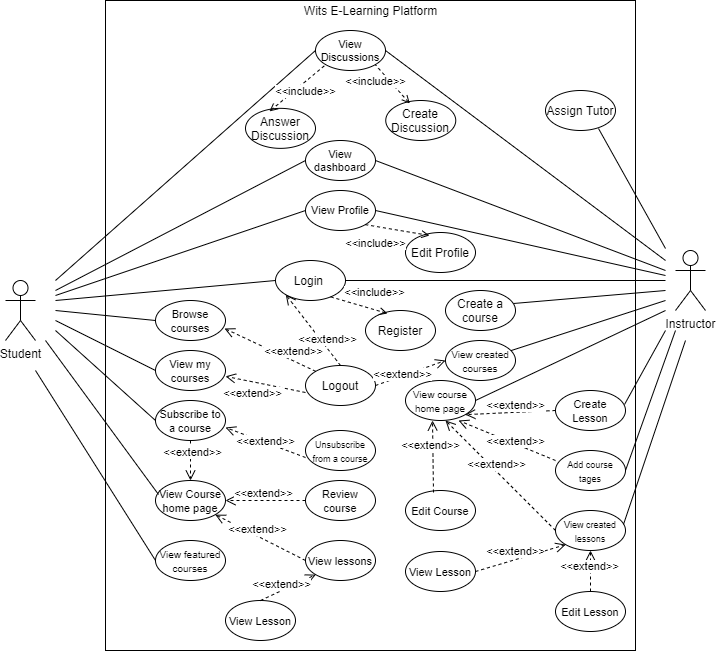 Wits E-Learning Platform
View
Discussions
<<include>>
<<include>>
Answer
Discussion
Create
Discussion
Assign Tutor
View
dashboard
View Profile
<<include>>
Edit Profile
Login
<<include>>
Register
Create a
course
Student
Instructor
Browse
courses
<<extend>>
<<extend>>
View created
courses
View my
courses
<<extend>>
Logout
<<extend>>
View course
home page
<<extend>>
Create
Lesson
Subscribe to
a course
<<extend>>
Unsubscribe
from a course
<<extend>>
<<extend>>
<<extend>>
Add course
tages
<<extend>>
View Course
home page
<<extend>>
Review
course
Edit Course
View created
lessons
<<extend>>
View featured
courses
View lessons
<<extend>>
View Lesson
<<extend>>
<<extend>>
View Lesson
Edit Lesson